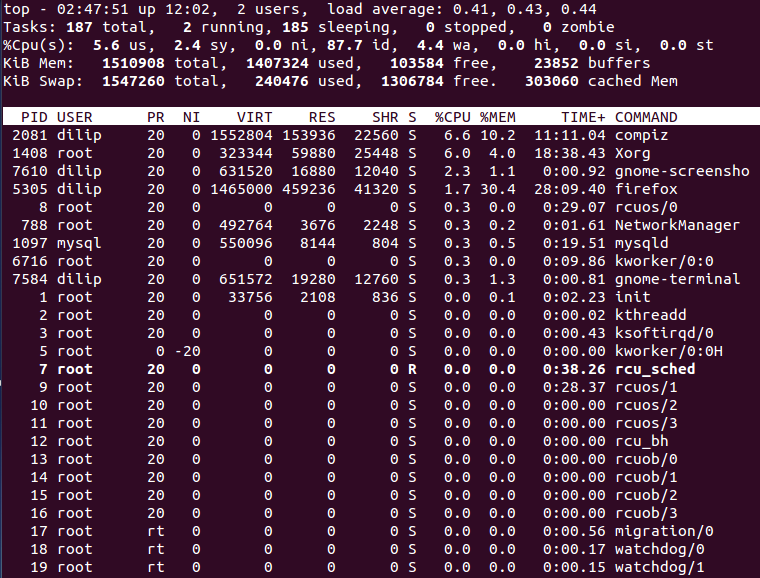 top - 02:47:51 up 12:02,  2 users,  load average: 0.41, 0.43, 0.44
Tasks: 187 total,   2 running, 185 sleeping,   0 stopped,   0 zombie
%Cpu(s):  5.6 us,  2.4 sy,  0.0 ni, 87.7 id,  4.4 wa,  0.0 hi,  0.0 si,  0.0 st
KiB Mem:   1510908 total,  1407324 used,   103584 free,    23852 buffers
KiB Swap:  1547260 total,   240476 used,  1306784 free.   303060 cached Mem
PID USER      PR  NI    VIRT    RES    SHR S  %CPU %MEM     TIME+ COMMAND
2081 dilip     20   0 1552804 153936  22560 S   6.6 10.2  11:11.04 compiz
1408 root      20   0  323344  59880  25448 S   6.0  4.0  18:38.43 Xorg
7610 dilip     20   0  631520  16880  12040 S   2.3  1.1   0:00.92 gnome-screensho
5305 dilip     20   0 1465000 459236  41320 S   1.7 30.4  28:09.40 firefox
8 root      20   0       0      0      0 S   0.3  0.0   0:29.07 rcuos/0
788 root      20   0  492764   3676   2248 S   0.3  0.2   0:01.61 NetworkManager
1097 mysql     20   0  550096   8144    804 S   0.3  0.5   0:19.51 mysqld
6716 root      20   0       0      0      0 S   0.3  0.0   0:09.86 kworker/0:0
7584 dilip     20   0  651572  19280  12760 S   0.3  1.3   0:00.81 gnome-terminal
1 root      20   0   33756   2108    836 S   0.0  0.1   0:02.23 init
2 root      20   0       0      0      0 S   0.0  0.0   0:00.02 kthreadd
3 root      20   0       0      0      0 S   0.0  0.0   0:00.43 ksoftirqd/0
5 root       0 -20       0      0      0 S   0.0  0.0   0:00.00 kworker/0:0H
7 root      20   0       0      0      0 R   0.0  0.0   0:38.26 rcu_sched
9 root      20   0       0      0      0 S   0.0  0.0   0:28.37 rcuos/1
10 root      20   0       0      0      0 S   0.0  0.0   0:00.00 rcuos/2
11 root      20   0       0      0      0 S   0.0  0.0   0:00.00 rcuos/3
12 root      20   0       0      0      0 S   0.0  0.0   0:00.00 rcu_bh
13 root      20   0       0      0      0 S   0.0  0.0   0:00.00 rcuob/0
14 root      20   0       0      0      0 S   0.0  0.0   0:00.00 rcuob/1
15 root      20   0       0      0      0 S   0.0  0.0   0:00.00 rcuob/2
16 root      20   0       0      0      0 S   0.0  0.0   0:00.00 rcuob/3
17 root      rt   0       0      0      0 S   0.0  0.0   0:00.56 migration/0
18 root      rt   0       0      0      0 S   0.0  0.0   0:00.17 watchdog/0
19 root      rt   0       0      0      0 S   0.0  0.0   0:00.15 watchdog/1